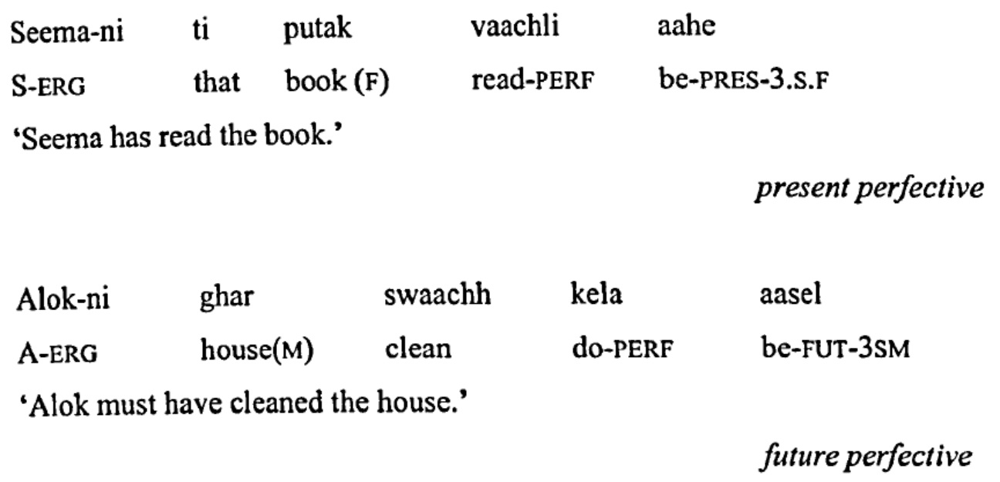 Seema-ni ti putak vaachli aahe
S-ERG that book (F) read-PERF be-PRES-3.S.F
‘Seema has read the book.’
present perfective
Alok-ni ghar swaachh kela aasel
A-ERG house(M) clean do-PERF be-FUT-3SM
‘Alok must have cleaned the house.’
future perfective